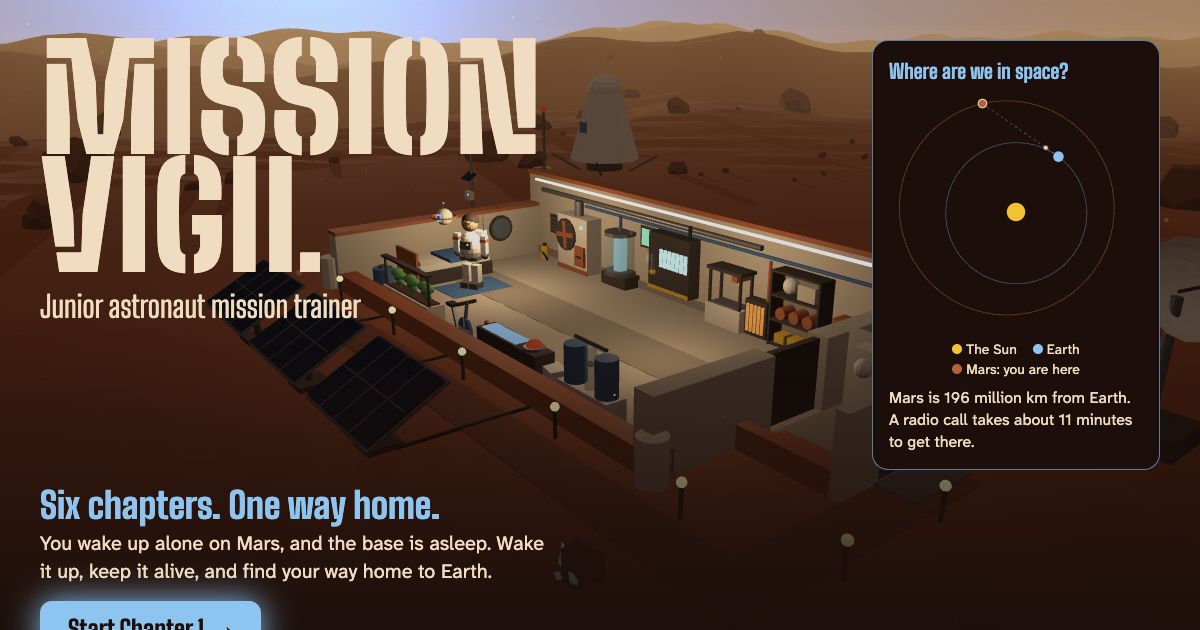 MISSION
VIGIL.
Junior astronaut mission trainer
Six chapters. One way home.
You wake up alone on Mars, and the base is asleep. Wake
it up, keep it alive, and find your way home to Earth.
Start Chapter 1 →
Where are we in space?
The Sun
Earth
Mars: you are here
Mars is 196 million km from Earth.
A radio call takes about 11 minutes
to get there.